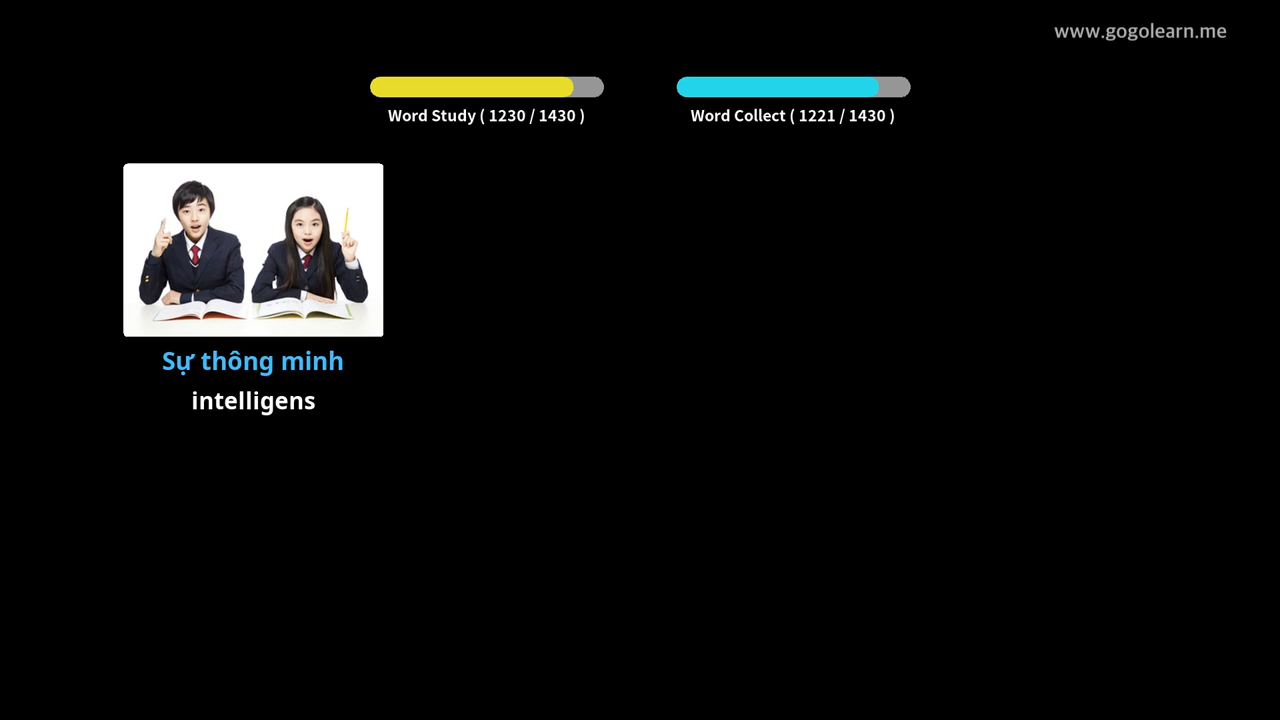 www.gogolearn.me
Word Study ( 1230 / 1430 )
Word Collect ( 1221 / 1430 )
Sự thông minh
intelligens